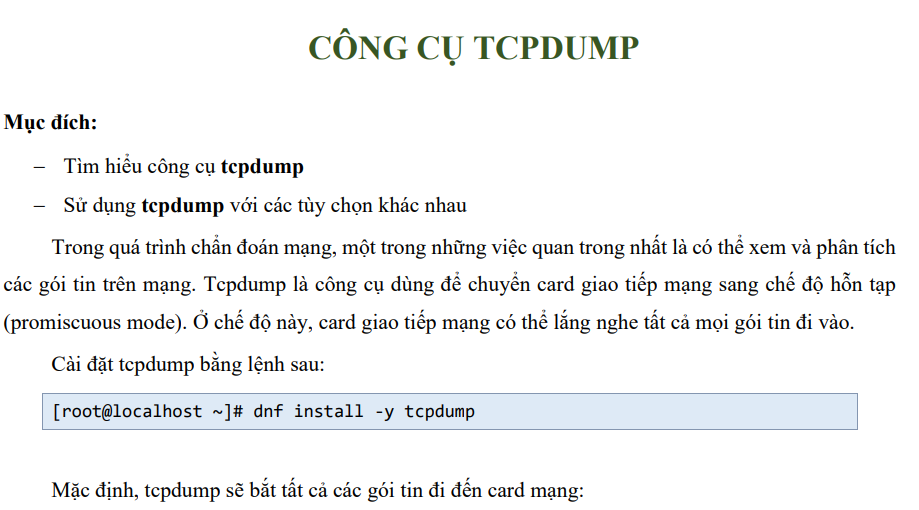 CÔNG CỤ TCPDUMP
Mục đích:
– Tìm hiểu công cụ tcpdump
– Sử dụng tcpdump với các tùy chọn khác nhau
Trong quá trình chẩn đoán mạng, một trong những việc quan trong nhất là có thể xem và phân tích
các gói tin trên mạng. Tcpdump là công cụ dùng để chuyển card giao tiếp mạng sang chế độ hỗn tạp
(promiscuous mode). Ở chế độ này, card giao tiếp mạng có thể lắng nghe tất cả mọi gói tin đi vào.
Cài đặt tcpdump bằng lệnh sau:
[root@localhost ~]# dnf install -y tcpdump
Mặc định, tcpdump sẽ bắt tất cả các gói tin đi đến card mạng: